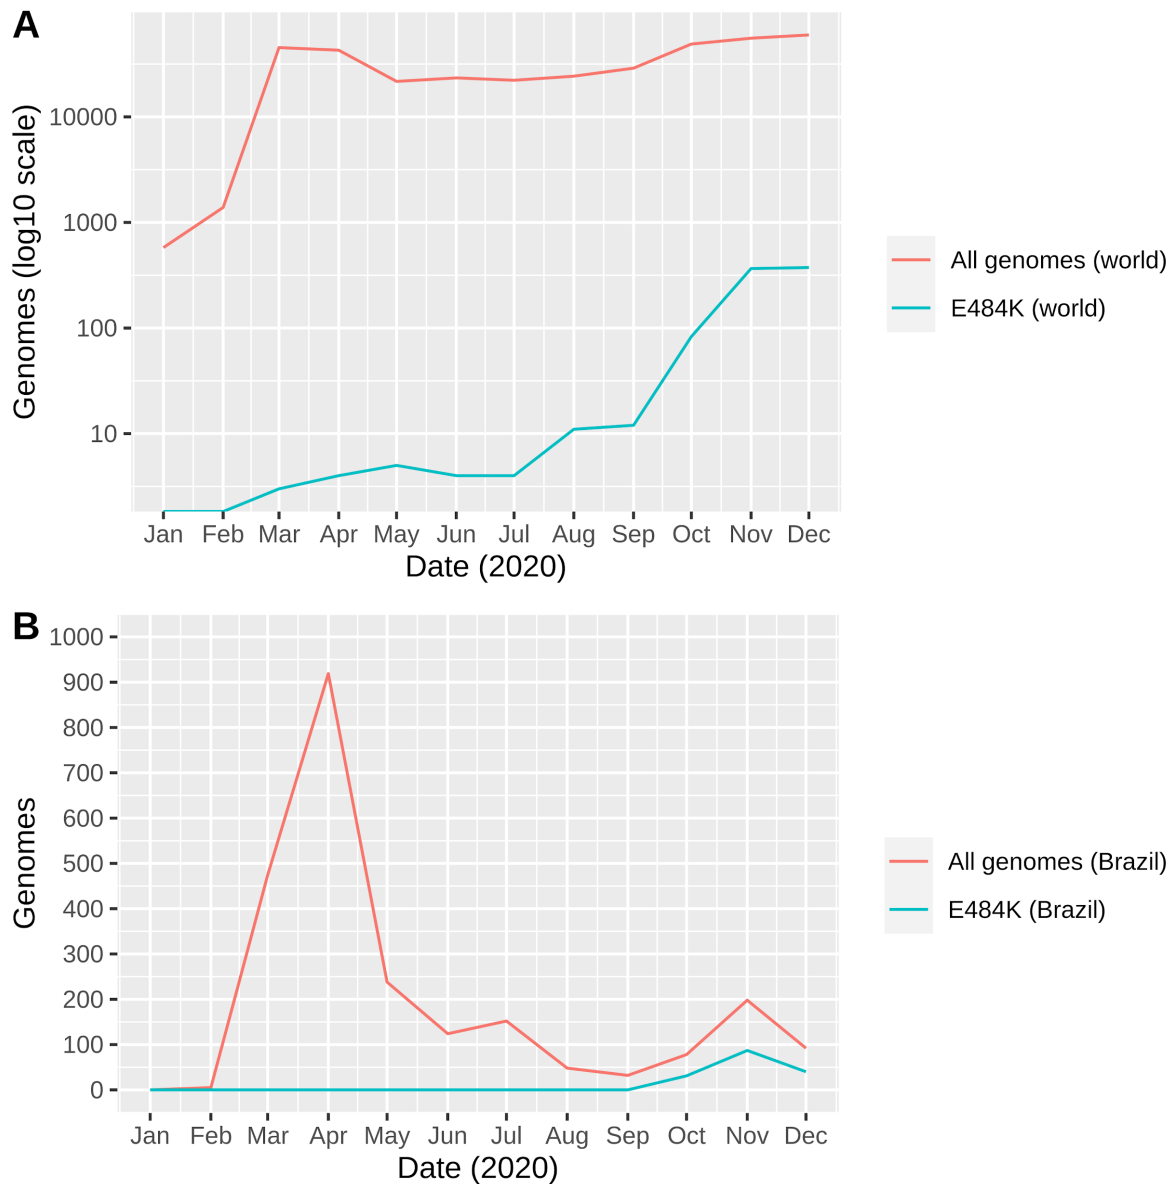 A
Genomes (log10 scale)
10000
1000
100
10
Jan Feb Mar Apr May Jun Jul Aug Sep Oct Nov Dec
Date (2020)
All genomes (world)
E484K (world)
B
Genomes
1000
900
800
700
600
500
400
300
200
100
0
Jan Feb Mar Apr May Jun Jul Aug Sep Oct Nov Dec
Date (2020)
All genomes (Brazil)
E484K (Brazil)